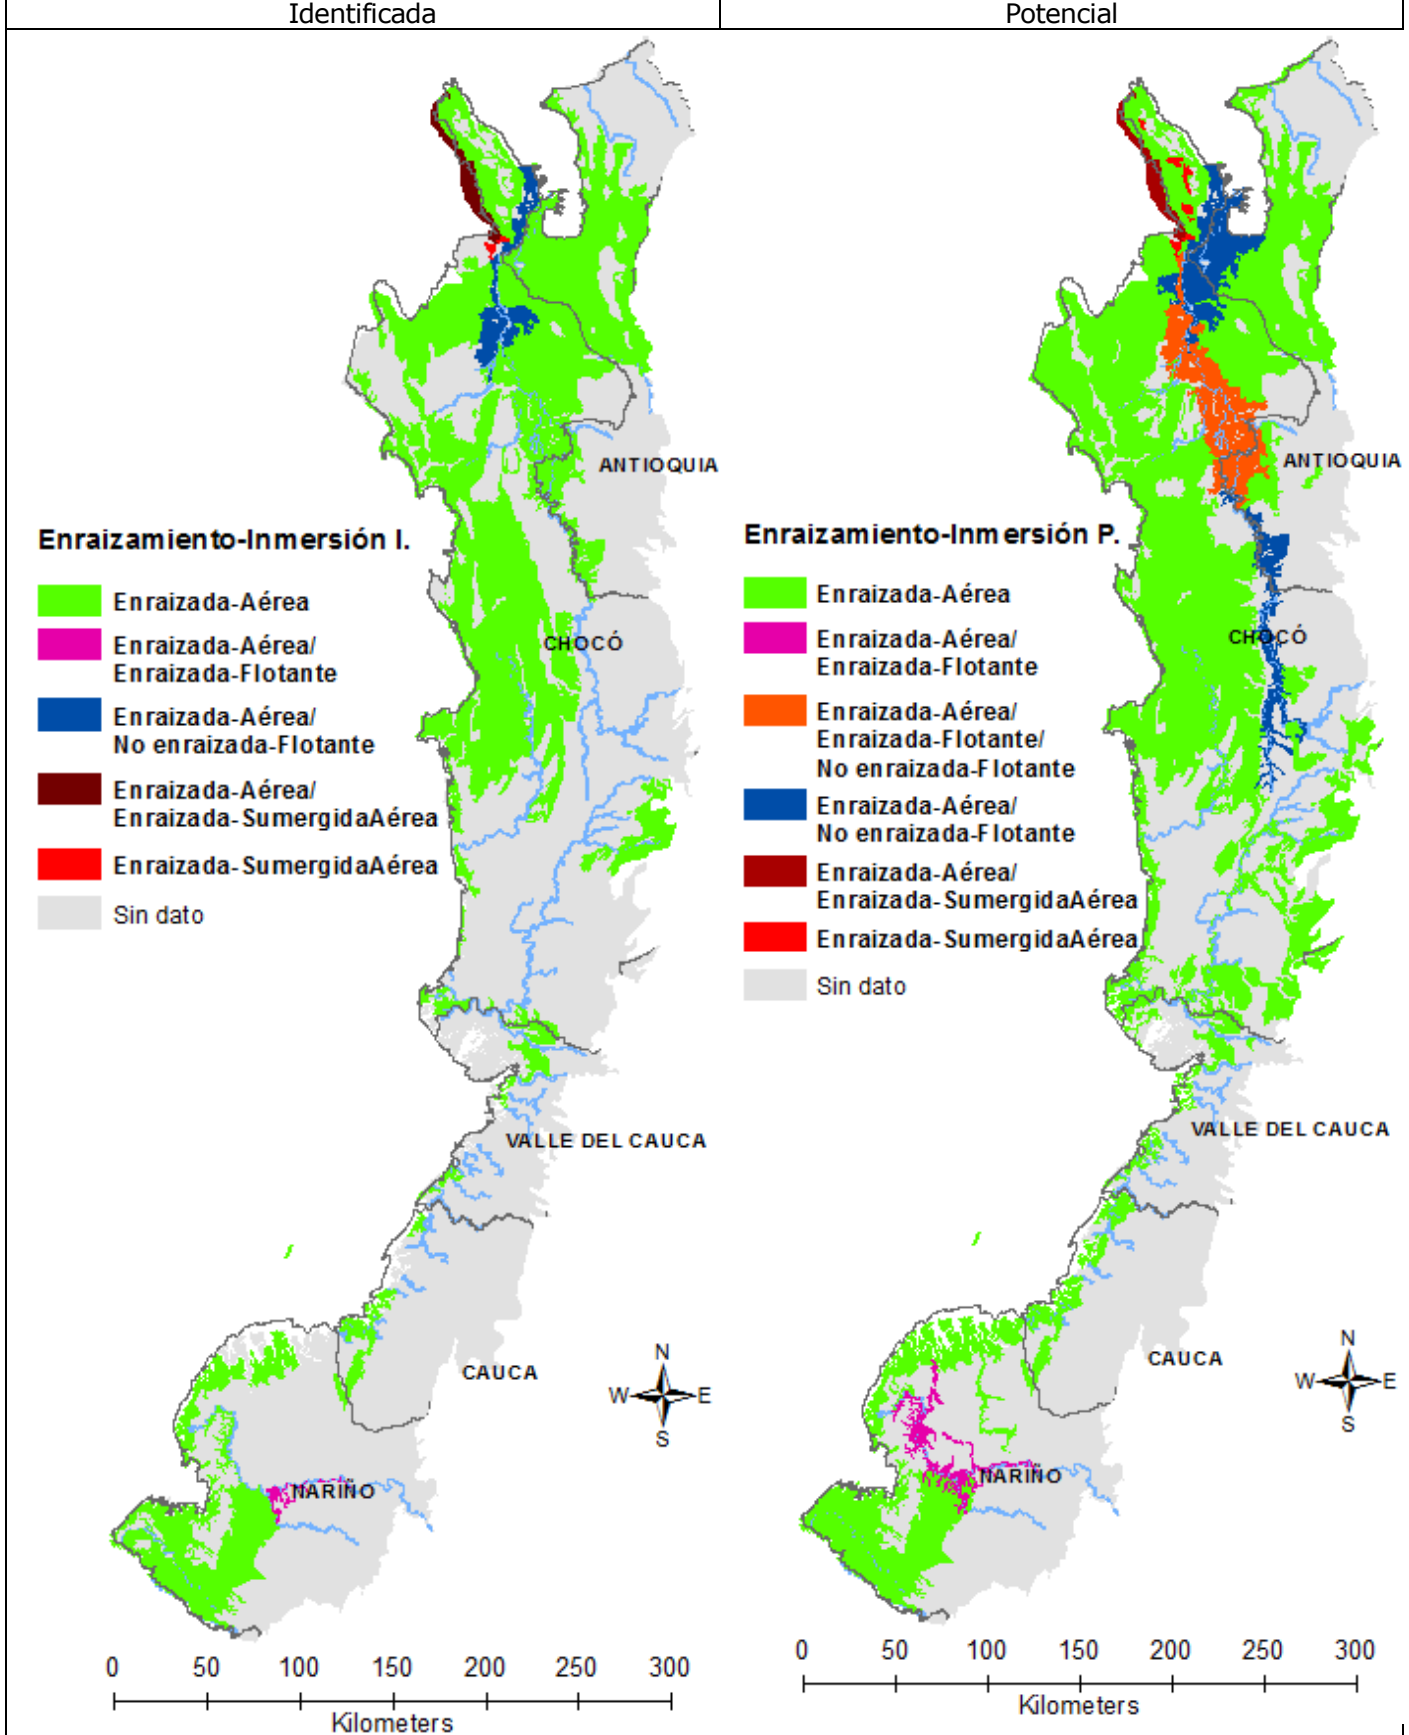 Identificada
Potencial
ANTIOQUIA
Enraizamiento-Inmersión I.
Enraizada-Aérea
Enraizada-Aérea/
Enraizada-Flotante
Enraizada-Aérea/
No enraizada-Flotante
Enraizada-Aérea/
Enraizada-SumergidaAérea
Enraizada-SumergidaAérea
Sin dato
CHOCÓ
VALLE DEL CAUCA
CAUCA
NARIÑO
N
W E
S
0 50 100 150 200 250 300
Kilometers
ANTIOQUIA
Enraizamiento-Inmersión P.
Enraizada-Aérea
Enraizada-Aérea/
Enraizada-Flotante
Enraizada-Aérea/
Enraizada-Flotante/
No enraizada-Flotante
Enraizada-Aérea/
No enraizada-Flotante
Enraizada-Aérea/
Enraizada-SumergidaAérea
Enraizada-SumergidaAérea
Sin dato
CHOCÓ
VALLE DEL CAUCA
CAUCA
NARIÑO
N
W E
S
0 50 100 150 200 250 300
Kilometers